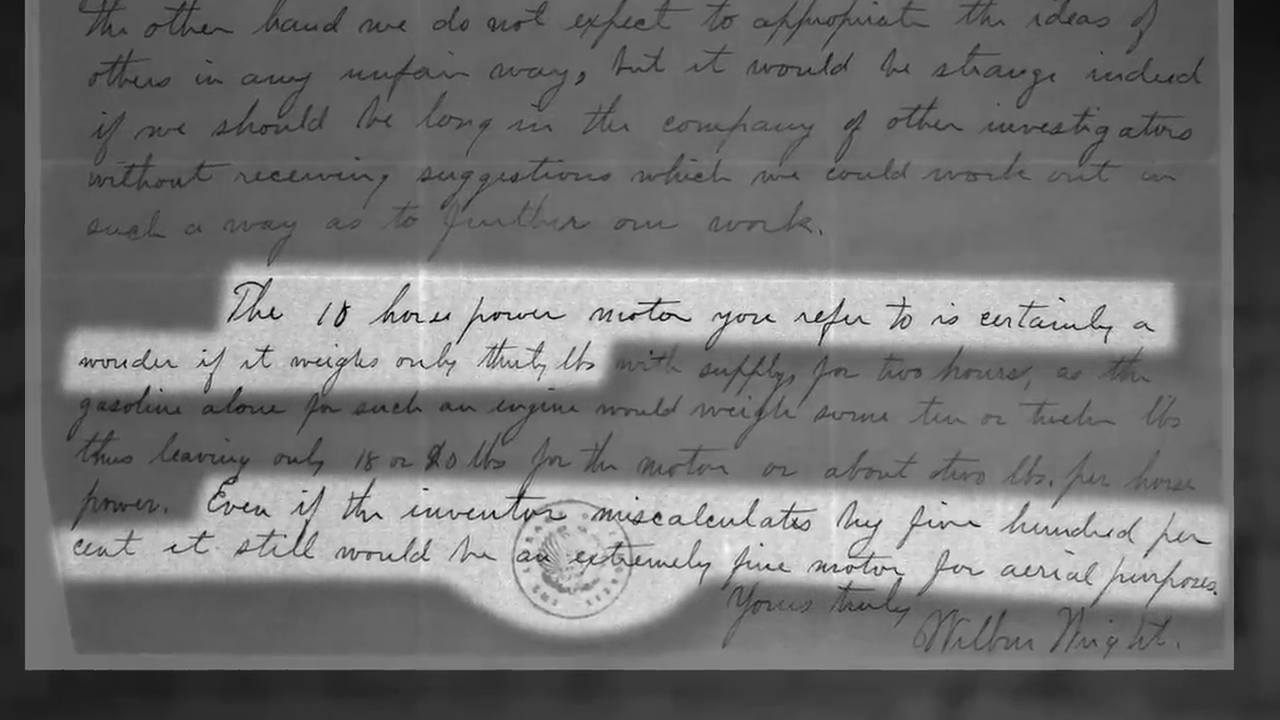 the other hand we do not expect to appropriate the ideas of
others in any unfair way, but it would be strange indeed
if we should be long in the company of other investigators
without receiving suggestions which we could work out in
such a way as to further our work.
The 18 horse power motor you refer to is certainly a
wonder if it weighs only thirty lbs with supply for two hours, as the
gasoline alone for such an engine would weigh some ten or twelve lbs
thus leaving only 18 or 20 lbs for the motor or about two lbs. per horse
power. Even if the inventor miscalculates by five hundred per
cent it still would be an extremely fine motor for aerial purposes.
Yours truly
Wilbur Wright.